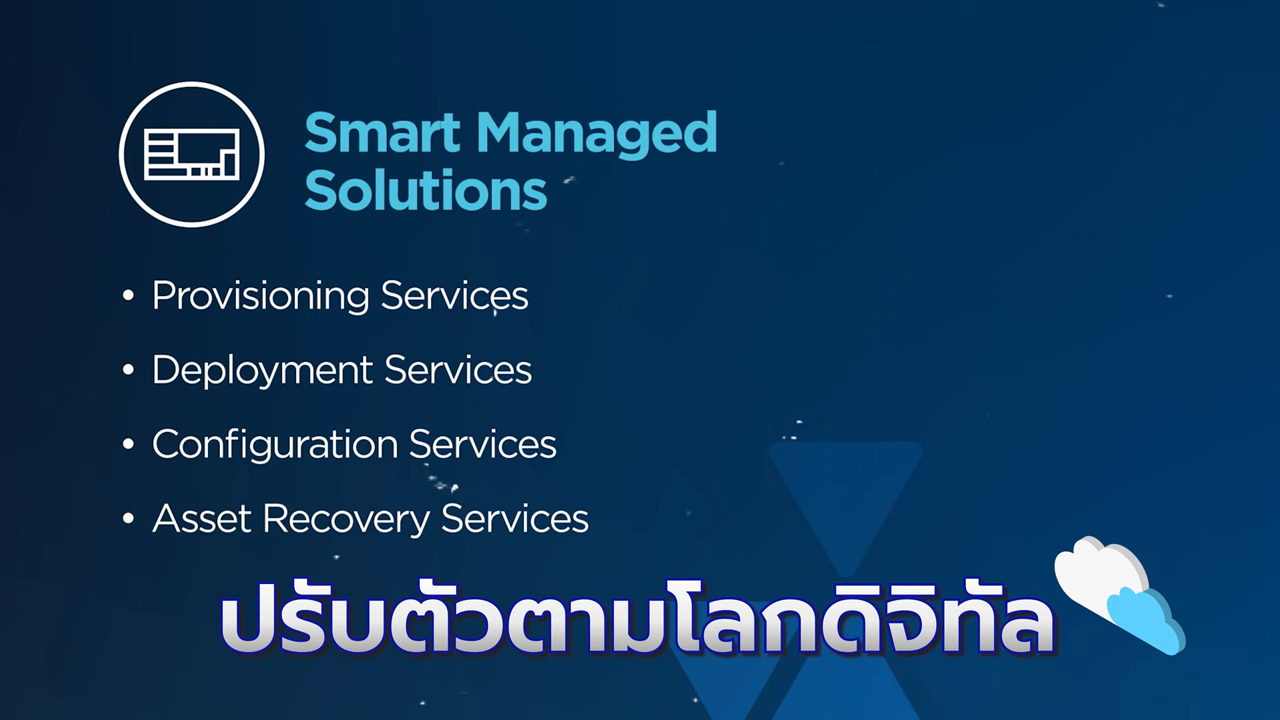 Smart Managed
Solutions
• Provisioning Services
• Deployment Services
• Configuration Services
• Asset Recovery Services
ปรับตัวตามโลกดิจิทัล